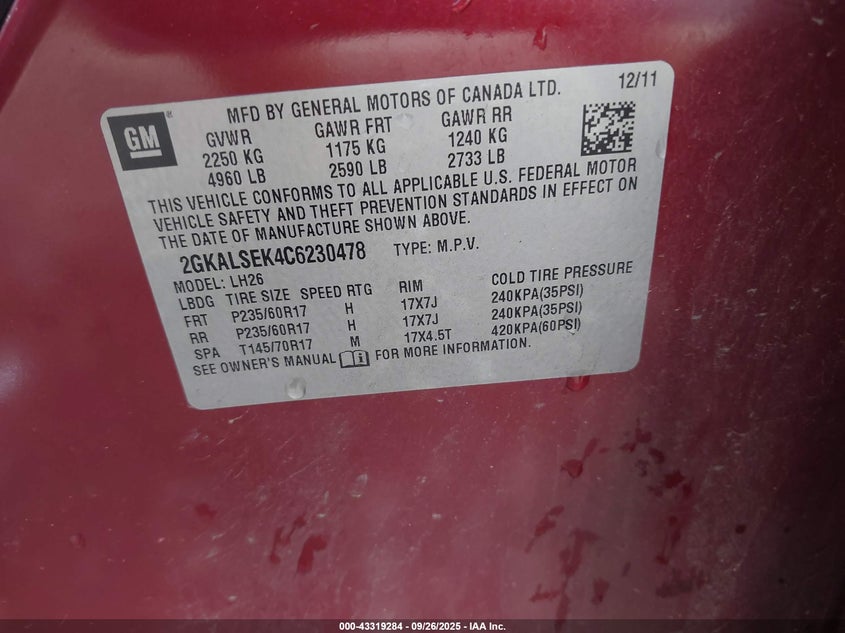 MFD BY GENERAL MOTORS OF CANADA LTD. 12/11
GM
GVWR GAWR FRT GAWR RR
2250 KG 1175 KG 1240 KG
4960 LB 2590 LB 2733 LB
THIS VEHICLE CONFORMS TO ALL APPLICABLE U.S. FEDERAL MOTOR
VEHICLE SAFETY AND THEFT PREVENTION STANDARDS IN EFFECT ON
THE DATE OF MANUFACTURE SHOWN ABOVE.
2GKALSEK4C6230478 TYPE: M.P.V.
MODEL: LH26
LBDG TIRE SIZE SPEED RTG RIM COLD TIRE PRESSURE
FRT P235/60R17 H 17X7J 240KPA(35PSI)
RR P235/60R17 H 17X7J 240KPA(35PSI)
SPA T145/70R17 M 17X4.5T 420KPA(60PSI)
SEE OWNER'S MANUAL FOR MORE INFORMATION.
000-43319284 - 09/26/2025 - IAA Inc.